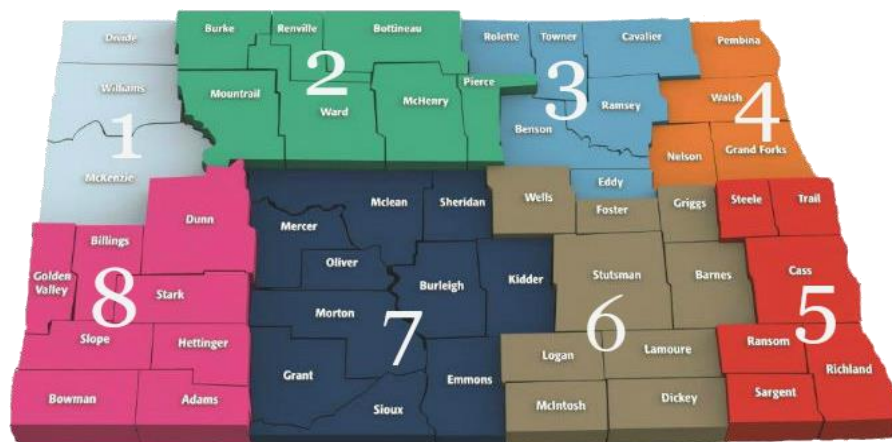 Divide
Williams
1
McKenzie
Burke
Renville
Bottineau
2
Mountrail
Ward
McHenry
Pierce
Rolette
Towner
Cavalier
3
Ramsey
Benson
Eddy
Pembina
Walsh
4
Nelson
Grand Forks
Steele
Trail
Cass
5
Ransom
Richland
Sargent
Wells
Foster
Griggs
Stutsman
Barnes
6
Logan
Lamoure
McIntosh
Dickey
Mclean
Sheridan
Mercer
Oliver
Burleigh
Kidder
Morton
7
Grant
Emmons
Sioux
Dunn
Billings
Golden
Valley
8
Stark
Slope
Hettinger
Bowman
Adams